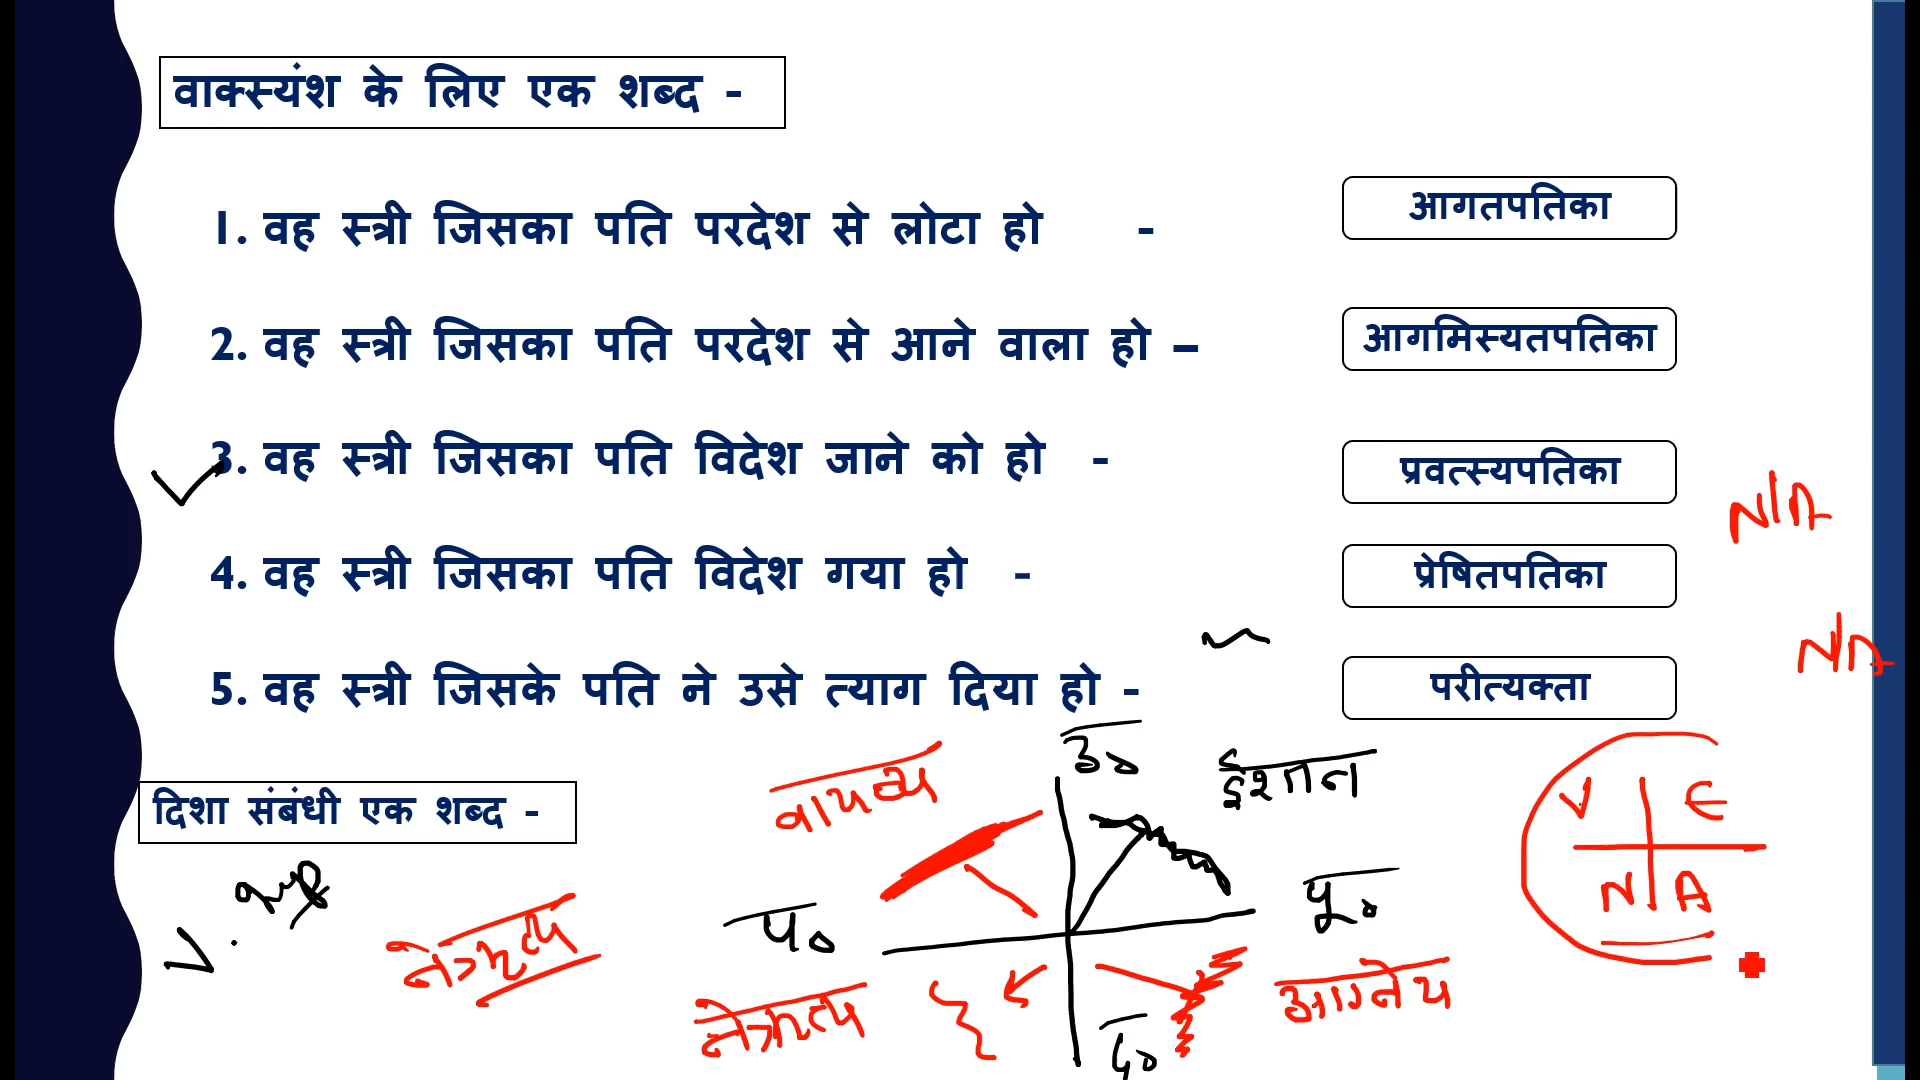 वाक्स्यंश के लिए एक शब्द -
1. वह स्त्री जिसका पति परदेश से लोटा हो - आगतपतिका
2. वह स्त्री जिसका पति परदेश से आने वाला हो – आगमिस्यतपतिका
3. वह स्त्री जिसका पति विदेश जाने को हो - प्रवत्स्यपतिका
N/A
4. वह स्त्री जिसका पति विदेश गया हो - प्रेषितपतिका
N/A
5. वह स्त्री जिसके पति ने उसे त्याग दिया हो - परीत्यक्ता
दिशा संबंधी एक शब्द -
वायव्य उ० ईशान
V E
N A
प० पू०
नैऋत्य
नैऋत्य द० आग्नेय